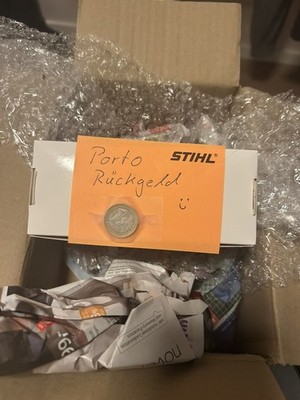 Porto
STIHL
Rückgeld
:)